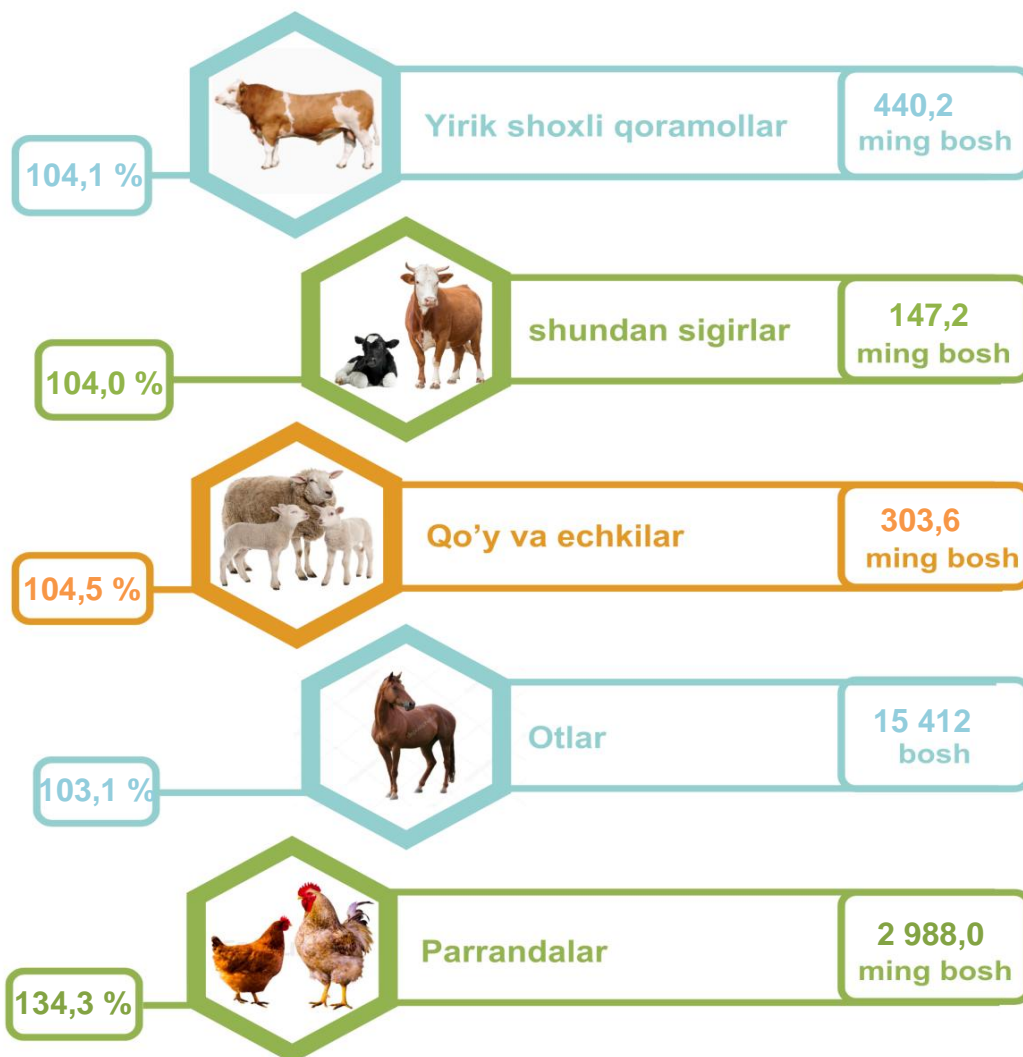 Yirik shoxli qoramollar
440,2
ming bosh
104,1 %
shundan sigirlar
147,2
ming bosh
104,0 %
Qo’y va echkilar
303,6
ming bosh
104,5 %
Otlar
15 412
bosh
103,1 %
Parrandalar
2 988,0
ming bosh
134,3 %